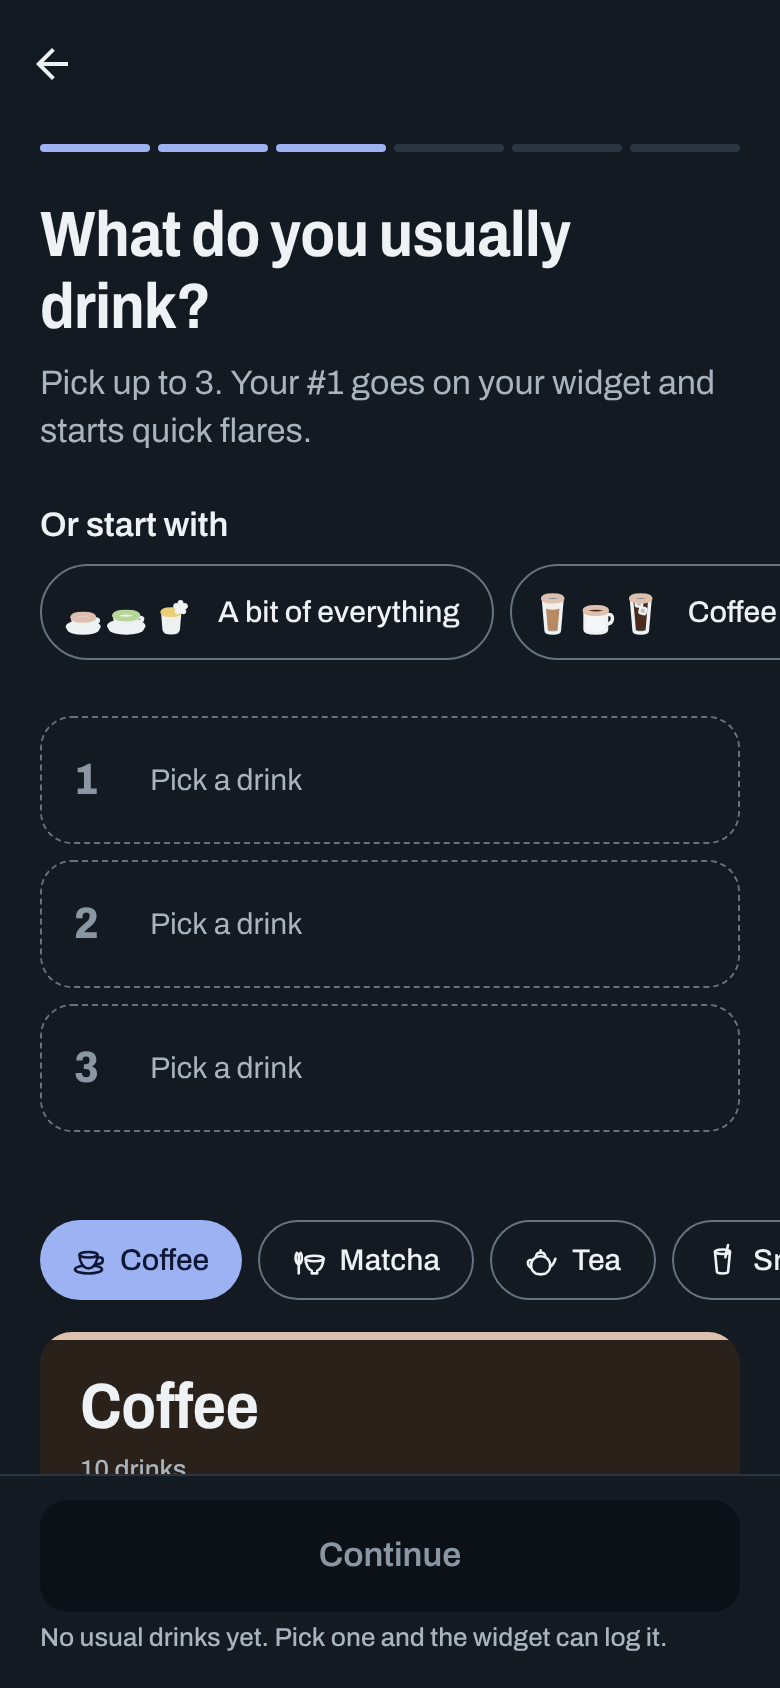 What do you usually
drink?
Pick up to 3. Your #1 goes on your widget and
starts quick flares.
Or start with
A bit of everything
Coffee
1
Pick a drink
2
Pick a drink
3
Pick a drink
Coffee
Matcha
Tea
Coffee
10 drinks
Continue
No usual drinks yet. Pick one and the widget can log it.